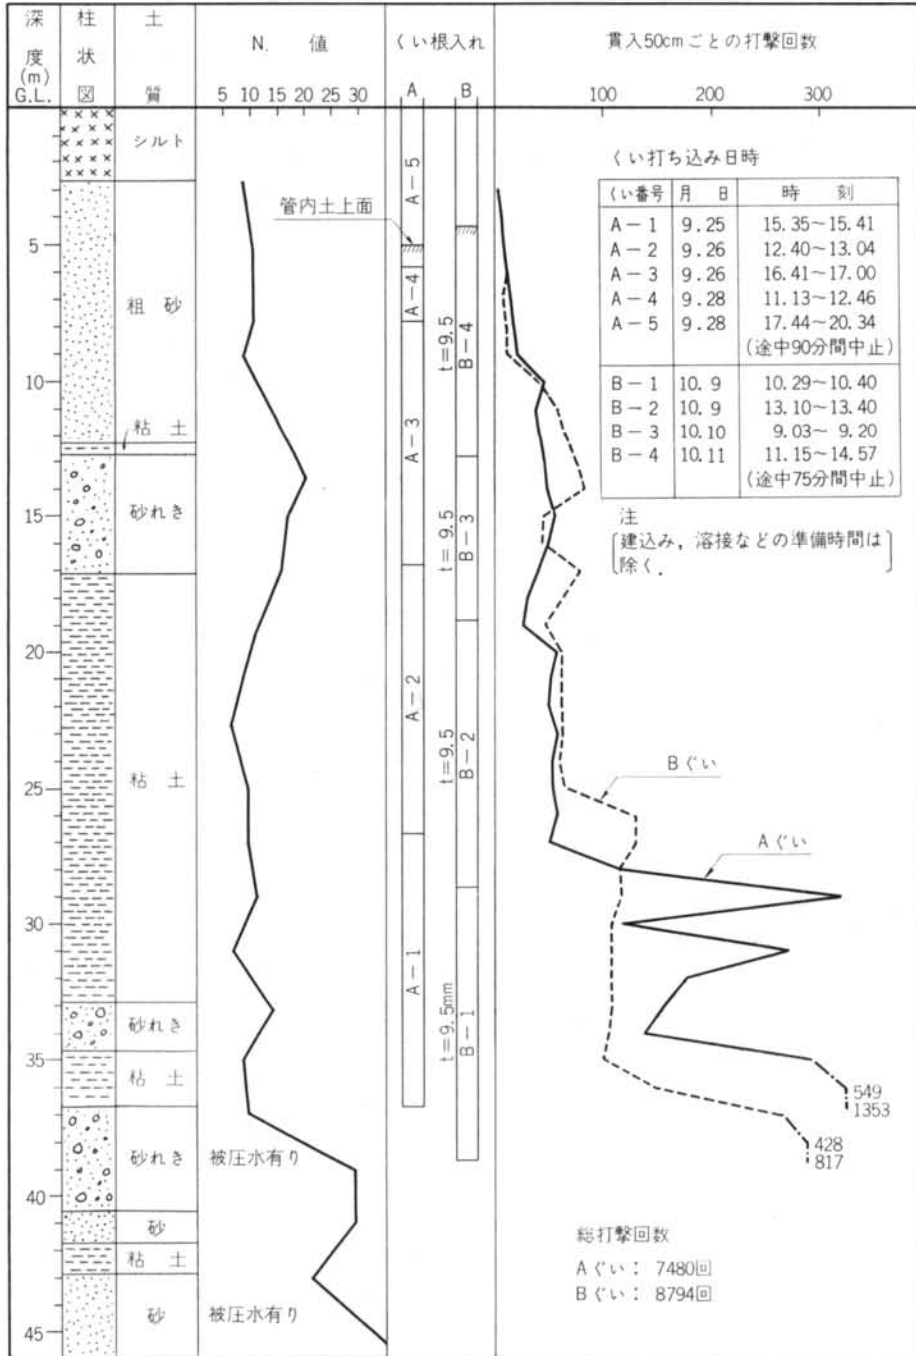 深度(m)
G.L.
柱状図
土質
N. 値
5 10 15 20 25 30
くい根入れ
A B
貫入50cmごとの打撃回数
100 200 300
シルト
粗砂
粘土
砂れき
粘土
砂れき
粘土
砂れき
砂
粘土
砂
5
10
15
20
25
30
35
40
45
管内土上面
被圧水有り
被圧水有り
A-5
A-4
A-3
A-2
A-1
t=9.5
B-4
t=9.5
B-3
t=9.5
B-2
t=9.5mm
B-1
くい打ち込み日時
くい番号 月 日 時 刻
A-1 9.25 15.35~15.41
A-2 9.26 12.40~13.04
A-3 9.26 16.41~17.00
A-4 9.28 11.13~12.46
A-5 9.28 17.44~20.34
(途中90分間中止)
B-1 10.9 10.29~10.40
B-2 10.9 13.10~13.40
B-3 10.10 9.03~ 9.20
B-4 10.11 11.15~14.57
(途中75分間中止)
注
〔建込み,溶接などの準備時間は
除く.〕
Bぐい
Aぐい
549
1353
428
817
総打撃回数
Aぐい: 7480回
Bぐい: 8794回